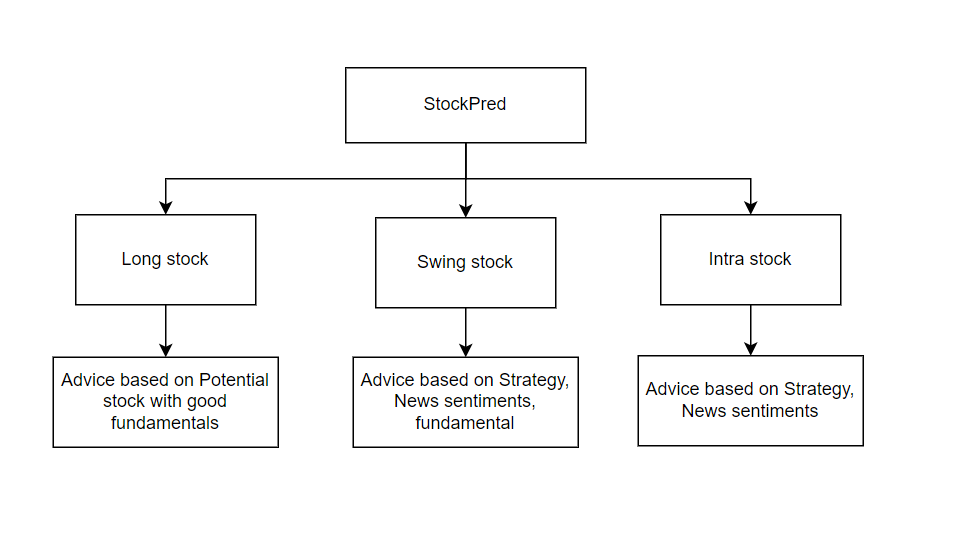 StockPred
Long stock
Swing stock
Intra stock
Advice based on Potential
stock with good
fundamentals
Advice based on Strategy,
News sentiments,
fundamental
Advice based on Strategy,
News sentiments